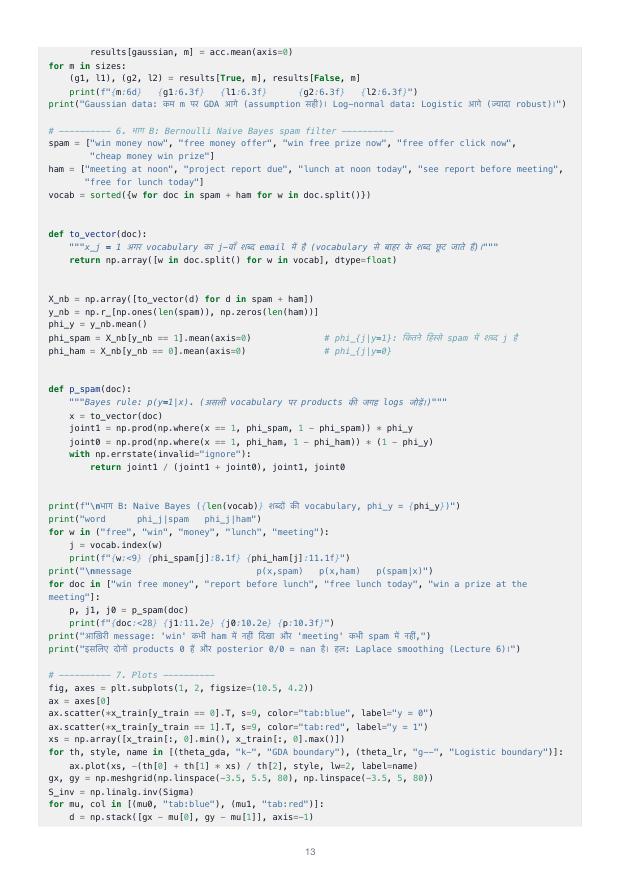 results[gaussian, m] = acc.mean(axis=0)
for m in sizes:
    (g1, l1), (g2, l2) = results[True, m], results[False, m]
    print(f"{m:6d}   {g1:6.3f}   {l1:6.3f}      {g2:6.3f}   {l2:6.3f}")
print("Gaussian data: कम m पर GDA आगे (assumption सही)। Log-normal data: Logistic आगे (ज़्यादा robust)।")

# ---------- 6. भाग B: Bernoulli Naive Bayes spam filter ----------
spam = ["win money now", "free money offer", "win free prize now", "free offer click now",
        "cheap money win prize"]
ham = ["meeting at noon", "project report due", "lunch at noon today", "see report before meeting",
       "free for lunch today"]
vocab = sorted({w for doc in spam + ham for w in doc.split()})

def to_vector(doc):
    """x_j = 1 अगर vocabulary का j-वाँ शब्द email में है (vocabulary से बाहर के शब्द छूट जाते हैं)।"""
    return np.array([w in doc.split() for w in vocab], dtype=float)

X_nb = np.array([to_vector(d) for d in spam + ham])
y_nb = np.r_[np.ones(len(spam)), np.zeros(len(ham))]
phi_y = y_nb.mean()
phi_spam = X_nb[y_nb == 1].mean(axis=0)              # phi_{j|y=1}: कितने हिस्से spam में शब्द j है
phi_ham = X_nb[y_nb == 0].mean(axis=0)               # phi_{j|y=0}

def p_spam(doc):
    """Bayes rule: p(y=1|x). (असली vocabulary पर products की जगह logs जोड़ें।)"""
    x = to_vector(doc)
    joint1 = np.prod(np.where(x == 1, phi_spam, 1 - phi_spam)) * phi_y
    joint0 = np.prod(np.where(x == 1, phi_ham, 1 - phi_ham)) * (1 - phi_y)
    with np.errstate(invalid="ignore"):
        return joint1 / (joint1 + joint0), joint1, joint0

print(f"\nभाग B: Naive Bayes ({len(vocab)} शब्दों की vocabulary, phi_y = {phi_y})")
print("word      phi_j|spam   phi_j|ham")
for w in ("free", "win", "money", "lunch", "meeting"):
    j = vocab.index(w)
    print(f"{w:<9} {phi_spam[j]:8.1f} {phi_ham[j]:11.1f}")
print("\nmessage                        p(x,spam)   p(x,ham)   p(spam|x)")
for doc in ["win free money", "report before lunch", "free lunch today", "win a prize at the
meeting"]:
    p, j1, j0 = p_spam(doc)
    print(f"{doc:<28} {j1:11.2e} {j0:10.2e} {p:10.3f}")
print("आख़िरी message: 'win' कभी ham में नहीं दिखा और 'meeting' कभी spam में नहीं,")
print("इसलिए दोनों products 0 हैं और posterior 0/0 = nan है। हल: Laplace smoothing (Lecture 6)।")

# ---------- 7. Plots ----------
fig, axes = plt.subplots(1, 2, figsize=(10.5, 4.2))
ax = axes[0]
ax.scatter(*x_train[y_train == 0].T, s=9, color="tab:blue", label="y = 0")
ax.scatter(*x_train[y_train == 1].T, s=9, color="tab:red", label="y = 1")
xs = np.array([x_train[:, 0].min(), x_train[:, 0].max()])
for th, style, name in [(theta_gda, "k-", "GDA boundary"), (theta_lr, "g--", "Logistic boundary")]:
    ax.plot(xs, -(th[0] + th[1] * xs) / th[2], style, lw=2, label=name)
gx, gy = np.meshgrid(np.linspace(-3.5, 5.5, 80), np.linspace(-3.5, 5, 80))
S_inv = np.linalg.inv(Sigma)
for mu, col in [(mu0, "tab:blue"), (mu1, "tab:red")]:
    d = np.stack([gx - mu[0], gy - mu[1]], axis=-1)
13